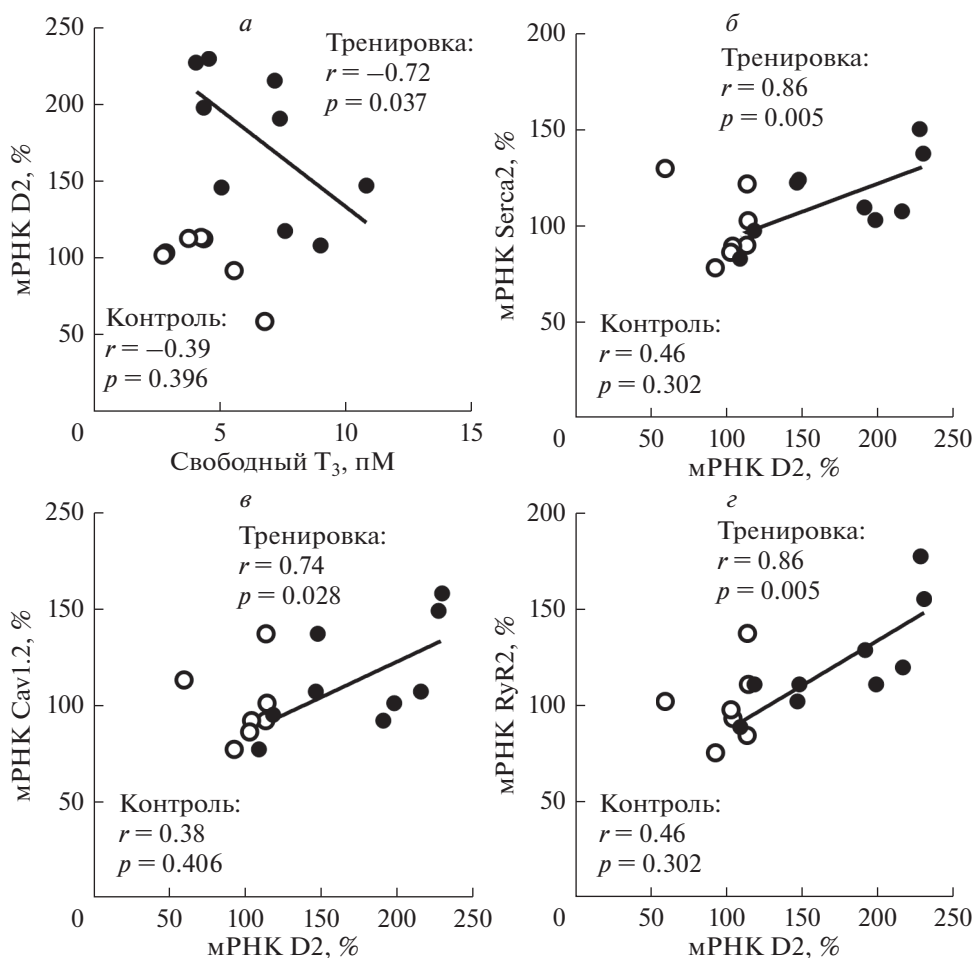 а
250
200
150
100
50
0
мРНК D2, %
Тренировка:
r = –0.72
p = 0.037
Контроль:
r = –0.39
p = 0.396
5
10
15
Свободный T₃, пМ
б
200
150
100
50
0
мРНК Serca2, %
Тренировка:
r = 0.86
p = 0.005
Контроль:
r = 0.46
p = 0.302
50
100
150
200
250
мРНК D2, %
в
250
150
100
50
0
мРНК Cav1.2, %
Тренировка:
r = 0.74
p = 0.028
Контроль:
r = 0.38
p = 0.406
50
100
150
200
250
мРНК D2, %
г
200
150
100
50
0
мРНК RyR2, %
Тренировка:
r = 0.86
p = 0.005
Контроль:
r = 0.46
p = 0.302
50
100
150
200
250
мРНК D2, %